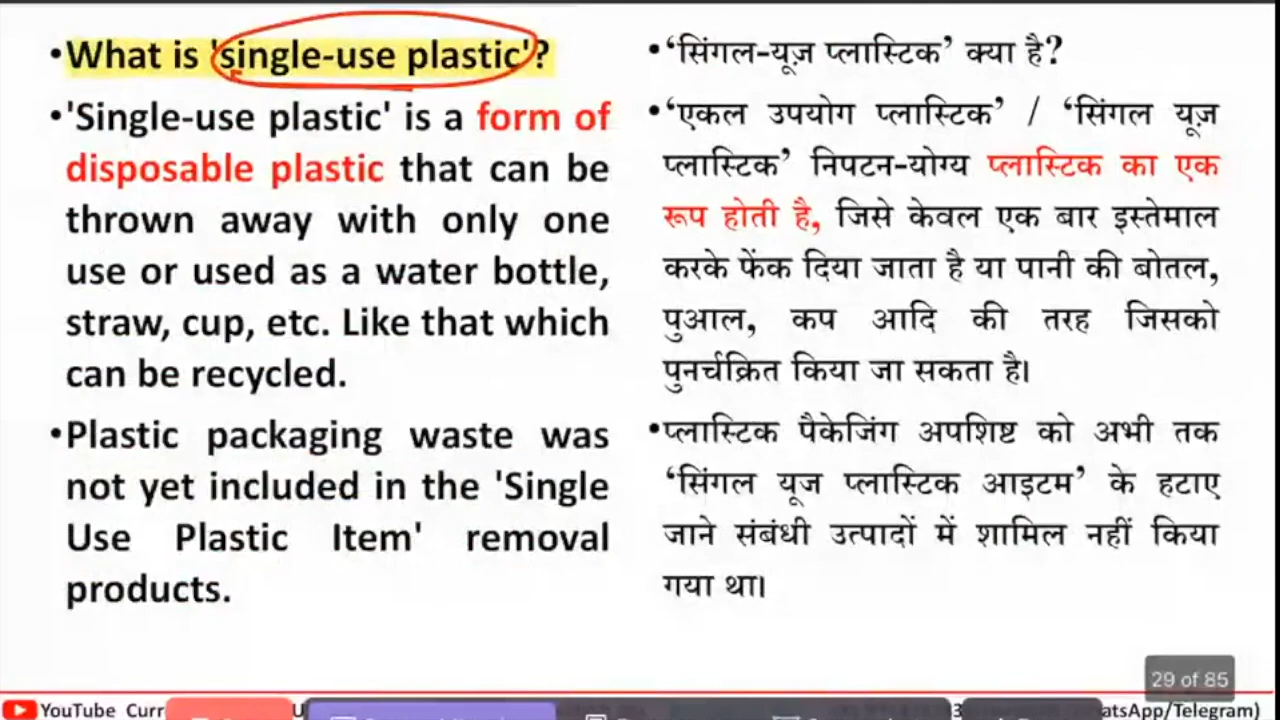 •What is 'single-use plastic'?
•'Single-use plastic' is a form of
disposable plastic that can be
thrown away with only one
use or used as a water bottle,
straw, cup, etc. Like that which
can be recycled.
•Plastic packaging waste was
not yet included in the 'Single
Use Plastic Item' removal
products.
•‘सिंगल-यूज़ प्लास्टिक’ क्या है?
•‘एकल उपयोग प्लास्टिक’ / ‘सिंगल यूज़
प्लास्टिक’ निपटन-योग्य प्लास्टिक का एक
रूप होती है, जिसे केवल एक बार इस्तेमाल
करके फेंक दिया जाता है या पानी की बोतल,
पुआल, कप आदि की तरह जिसको
पुनर्चक्रित किया जा सकता है।
•प्लास्टिक पैकेजिंग अपशिष्ट को अभी तक
‘सिंगल यूज प्लास्टिक आइटम’ के हटाए
जाने संबंधी उत्पादों में शामिल नहीं किया
गया था।
29 of 85
YouTube